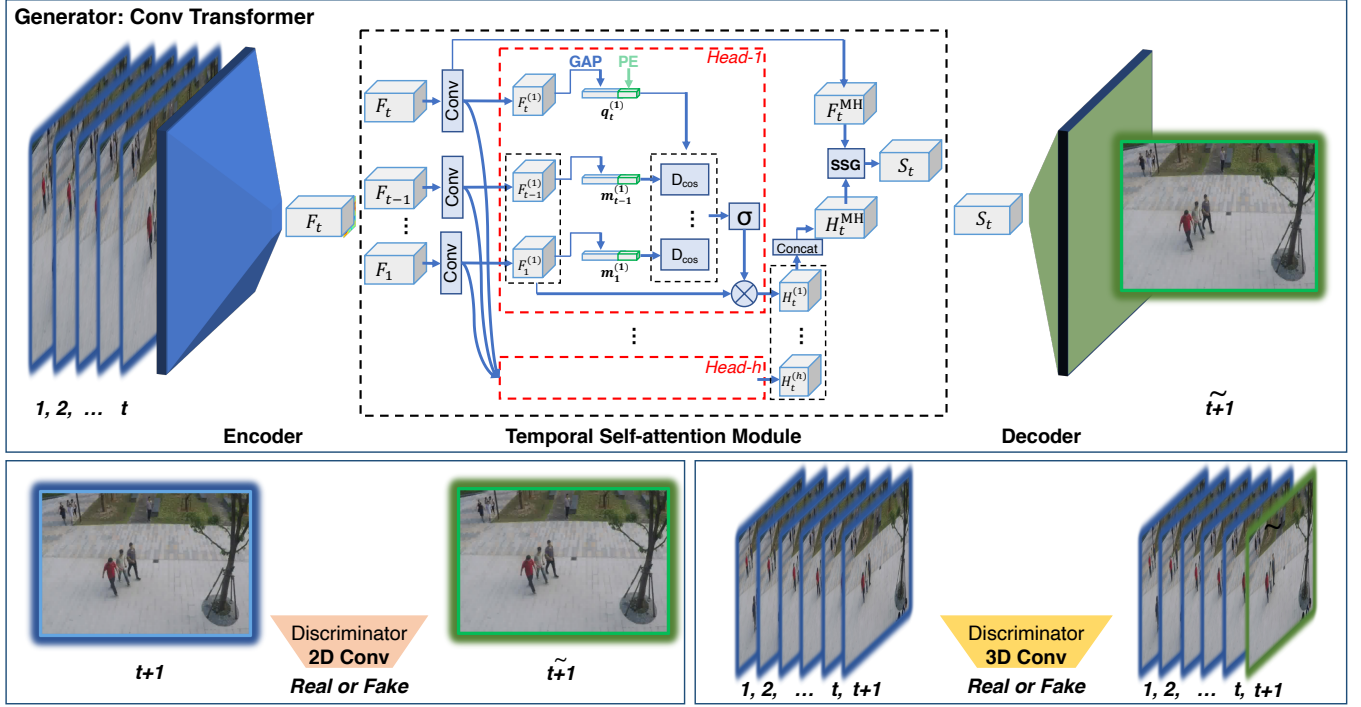 Generator: Conv Transformer
F_t
F_t
F_{t−1}
⋮
F_1
Conv
Conv
Conv
Head-1
GAP
PE
F_t^{(1)}
q_t^{(1)}
F_{t−1}^{(1)}
m_{t−1}^{(1)}
D_cos
⋮
F_1^{(1)}
m_1^{(1)}
D_cos
σ
⊗
⋮
Head-h
F_t^{MH}
SSG
S_t
H_t^{MH}
Concat
H_t^{(1)}
⋮
H_t^{(h)}
S_t
1, 2, ... t
t+1
~
Encoder
Temporal Self-attention Module
Decoder
Discriminator
2D Conv
t+1
Real or Fake
~
t+1
Discriminator
3D Conv
1, 2, ... t, t+1
Real or Fake
~
1, 2, ... t, t+1